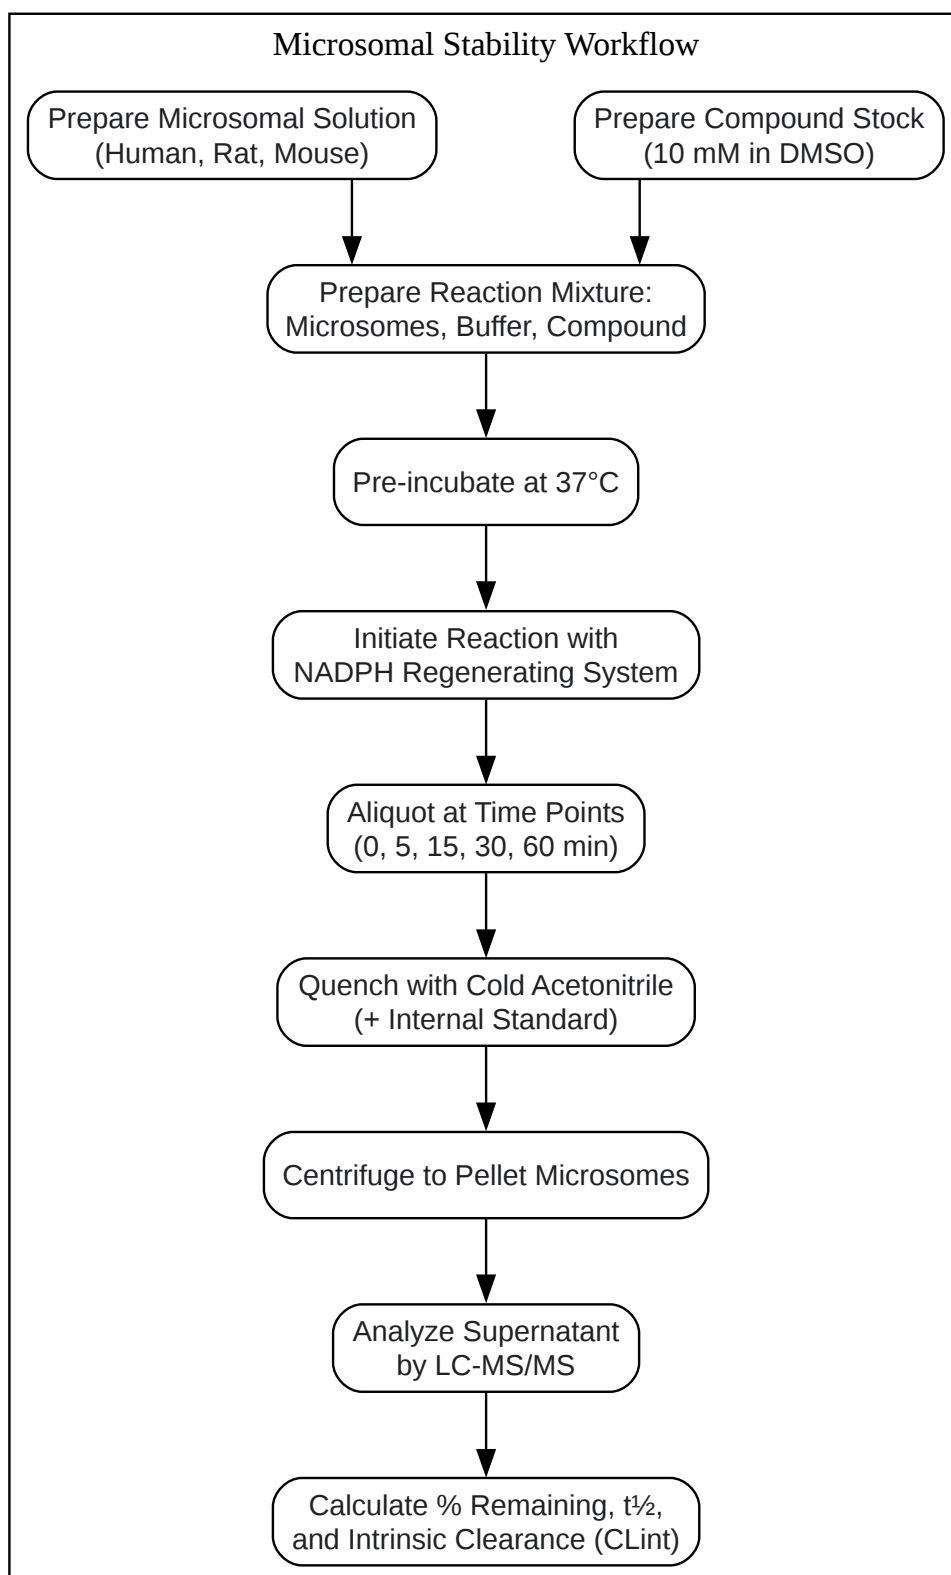 Microsomal Stability Workflow
Prepare Microsomal Solution
(Human, Rat, Mouse)
Prepare Compound Stock
(10 mM in DMSO)
Prepare Reaction Mixture:
Microsomes, Buffer, Compound
Pre-incubate at 37°C
Initiate Reaction with
NADPH Regenerating System
Aliquot at Time Points
(0, 5, 15, 30, 60 min)
Quench with Cold Acetonitrile
(+ Internal Standard)
Centrifuge to Pellet Microsomes
Analyze Supernatant
by LC-MS/MS
Calculate % Remaining, t½,
and Intrinsic Clearance (CLint)